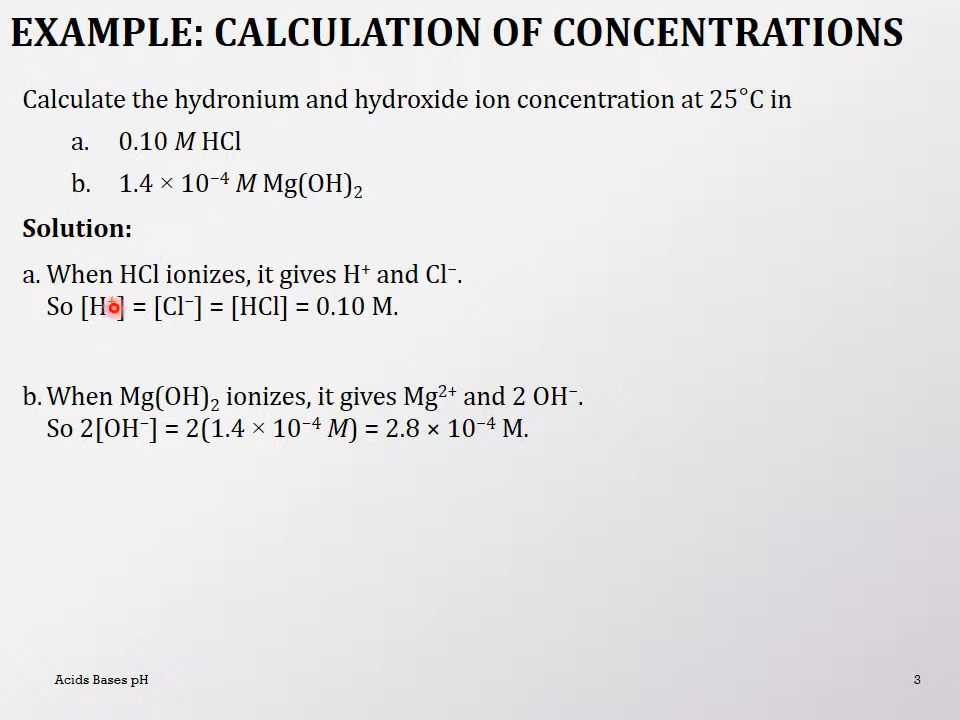 EXAMPLE: CALCULATION OF CONCENTRATIONS
Calculate the hydronium and hydroxide ion concentration at 25°C in
a. 0.10 M HCl
b. 1.4 × 10⁻⁴ M Mg(OH)₂
Solution:
a. When HCl ionizes, it gives H⁺ and Cl⁻.
So [H⁺] = [Cl⁻] = [HCl] = 0.10 M.
b. When Mg(OH)₂ ionizes, it gives Mg²⁺ and 2 OH⁻.
So 2[OH⁻] = 2(1.4 × 10⁻⁴ M) = 2.8 × 10⁻⁴ M.
Acids Bases pH
3